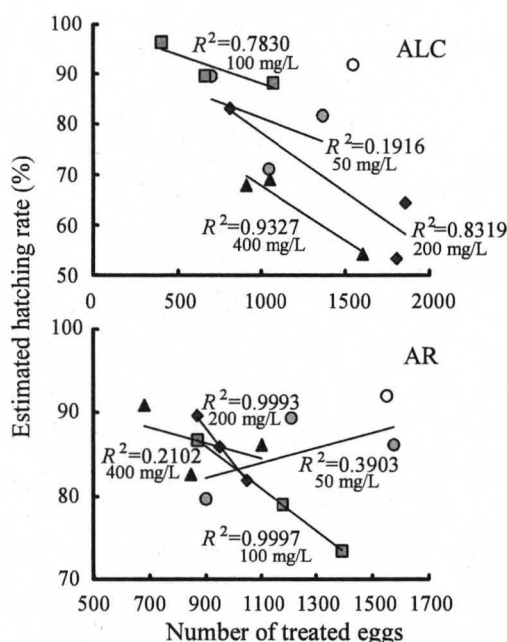 Estimated hatching rate (%)
100
90
80
70
60
50
ALC
R²=0.7830
100 mg/L
R²=0.1916
50 mg/L
R²=0.9327
400 mg/L
R²=0.8319
200 mg/L
0 500 1000 1500 2000
100
90
80
70
AR
R²=0.9993
200 mg/L
R²=0.2102
400 mg/L
R²=0.3903
50 mg/L
R²=0.9997
100 mg/L
500 700 900 1100 1300 1500 1700
Number of treated eggs